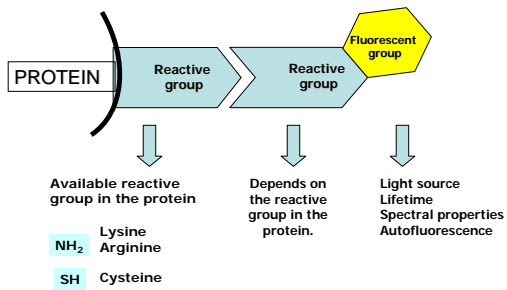 Fluorescent
group
PROTEIN
Reactive
group
Reactive
group
Available reactive
group in the protein
NH₂
Lysine
Arginine
SH
Cysteine
Depends on
the reactive
group in the
protein.
Light source
Lifetime
Spectral properties
Autofluorescence